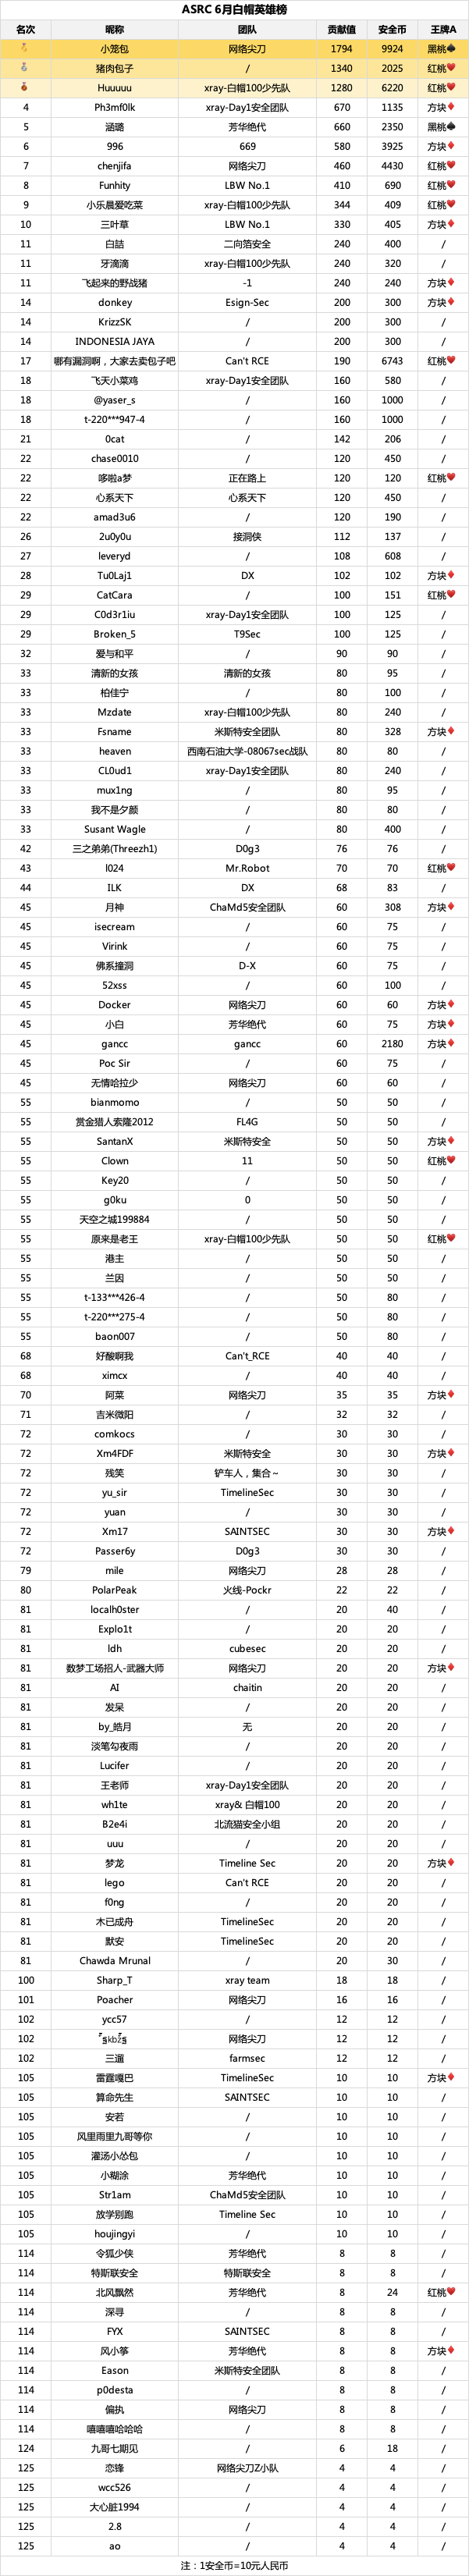 ASRC 6月白帽英雄榜
名次 昵称 团队 贡献值 安全币 王牌A
小笼包 网络尖刀 1794 9924 黑桃♠
猪肉包子 / 1340 2025 红桃♥
Huuuuu xray-白帽100少先队 1280 6220 红桃♥
4 Ph3mf0lk xray-Day1安全团队 670 1135 方块♦
5 涵璐 芳华绝代 660 2350 黑桃♠
6 996 669 580 3925 方块♦
7 chenjifa 网络尖刀 460 4430 红桃♥
8 Funhity LBW No.1 410 690 红桃♥
9 小乐晨爱吃菜 xray-白帽100少先队 344 409 红桃♥
10 三叶草 LBW No.1 330 405 方块♦
11 白喆 二向箔安全 240 400 /
11 牙滴滴 xray-白帽100少先队 240 320 /
11 飞起来的野战猪 -1 240 240 方块♦
14 donkey Esign-Sec 200 300 方块♦
14 KrizzSK / 200 300 /
14 INDONESIA JAYA / 200 300 /
17 哪有漏洞啊，大家去卖包子吧 Can't RCE 190 6743 红桃♥
18 飞天小菜鸡 xray-Day1安全团队 160 580 /
18 @yaser_s / 160 1000 /
18 t-220***947-4 / 160 1000 /
21 0cat / 142 206 /
22 chase0010 / 120 450 /
22 哆啦a梦 正在路上 120 120 红桃♥
22 心系天下 心系天下 120 450 /
22 amad3u6 / 120 190 /
26 2u0y0u 接洞侠 112 137 /
27 leveryd / 108 608 /
28 Tu0Laj1 DX 102 102 方块♦
29 CatCara / 100 151 红桃♥
29 C0d3r1iu xray-Day1安全团队 100 125 /
29 Broken_5 T9Sec 100 125 /
32 爱与和平 / 90 90 /
33 清新的女孩 清新的女孩 80 95 /
33 柏佳宁 / 80 100 /
33 Mzdate xray-白帽100少先队 80 240 /
33 Fsname 米斯特安全团队 80 328 方块♦
33 heaven 西南石油大学-08067sec战队 80 80 /
33 CL0ud1 xray-Day1安全团队 80 240 /
33 mux1ng / 80 95 /
33 我不是夕颜 / 80 80 /
33 Susant Wagle / 80 400 /
42 三之弟弟(Threezh1) D0g3 76 76 /
43 l024 Mr.Robot 70 70 红桃♥
44 ILK DX 68 83 /
45 月神 ChaMd5安全团队 60 308 方块♦
45 isecream / 60 75 /
45 Virink / 60 75 /
45 佛系撞洞 D-X 60 75 /
45 52xss / 60 100 /
45 Docker 网络尖刀 60 60 方块♦
45 小白 芳华绝代 60 75 方块♦
45 gancc gancc 60 2180 方块♦
45 Poc Sir / 60 75 /
45 无情哈拉少 网络尖刀 60 60 /
55 bianmomo / 50 50 /
55 赏金猎人索隆2012 FL4G 50 50 /
55 SantanX 米斯特安全 50 50 方块♦
55 Clown 11 50 50 红桃♥
55 Key20 / 50 50 /
55 g0ku 0 50 50 /
55 天空之城199884 / 50 50 /
55 原来是老王 xray-白帽100少先队 50 50 红桃♥
55 港主 / 50 50 /
55 兰因 / 50 50 /
55 t-133***426-4 / 50 80 /
55 t-220***275-4 / 50 80 /
55 baon007 / 50 80 /
68 好酸啊我 Can't_RCE 40 40 /
68 ximcx / 40 40 /
70 阿菜 网络尖刀 35 35 方块♦
71 吉米微阳 / 32 32 /
72 comkocs / 30 30 /
72 Xm4FDF 米斯特安全 30 30 方块♦
72 残笑 铲车人，集合~ 30 30 /
72 yu_sir TimelineSec 30 30 /
72 yuan / 30 30 /
72 Xm17 SAINTSEC 30 30 方块♦
72 Passer6y D0g3 30 30 /
79 mile 网络尖刀 28 28 /
80 PolarPeak 火线-Pockr 22 22 /
81 localh0ster / 20 40 /
81 Explo1t / 20 20 /
81 ldh cubesec 20 20 /
81 数梦工场招人-武器大师 网络尖刀 20 20 方块♦
81 AI chaitin 20 20 /
81 发呆 / 20 20 /
81 by_皓月 无 20 20 /
81 淡笔勾夜雨 / 20 20 /
81 Lucifer / 20 20 /
81 王老师 xray-Day1安全团队 20 20 /
81 wh1te xray& 白帽100 20 20 /
81 B2e4i 北流猫安全小组 20 20 /
81 uuu / 20 20 /
81 梦龙 Timeline Sec 20 20 方块♦
81 lego Can't RCE 20 20 /
81 f0ng / 20 20 /
81 木已成舟 TimelineSec 20 20 /
81 默安 TimelineSec 20 20 /
81 Chawda Mrunal / 20 30 /
100 Sharp_T xray team 18 18 /
101 Poacher 网络尖刀 16 16 /
102 ycc57 / 12 12 /
102 网络尖刀 12 12 /
102 三遛 farmsec 12 12 /
105 雷霆嘎巴 TimelineSec 10 10 方块♦
105 算命先生 SAINTSEC 10 10 /
105 安若 / 10 10 /
105 风里雨里九哥等你 / 10 10 /
105 灌汤小怂包 / 10 10 /
105 小糊涂 芳华绝代 10 10 /
105 Str1am ChaMd5安全团队 10 10 /
105 放学别跑 Timeline Sec 10 10 /
105 houjingyi / 10 10 /
114 令狐少侠 芳华绝代 8 8 /
114 特斯联安全 特斯联安全 8 8 /
114 北风飘然 芳华绝代 8 24 红桃♥
114 深寻 / 8 8 /
114 FYX SAINTSEC 8 8 /
114 风小筝 芳华绝代 8 8 方块♦
114 Eason 米斯特安全团队 8 8 /
114 p0desta / 8 8 /
114 偏执 网络尖刀 8 8 /
114 嘻嘻嘻哈哈哈 / 8 8 /
124 九哥七期见 / 6 18 /
125 恋锋 网络尖刀Z小队 4 4 /
125 wcc526 / 4 4 /
125 大心脏1994 / 4 4 /
125 2.8 / 4 4 /
125 ao / 4 4 /
注：1安全币=10元人民币